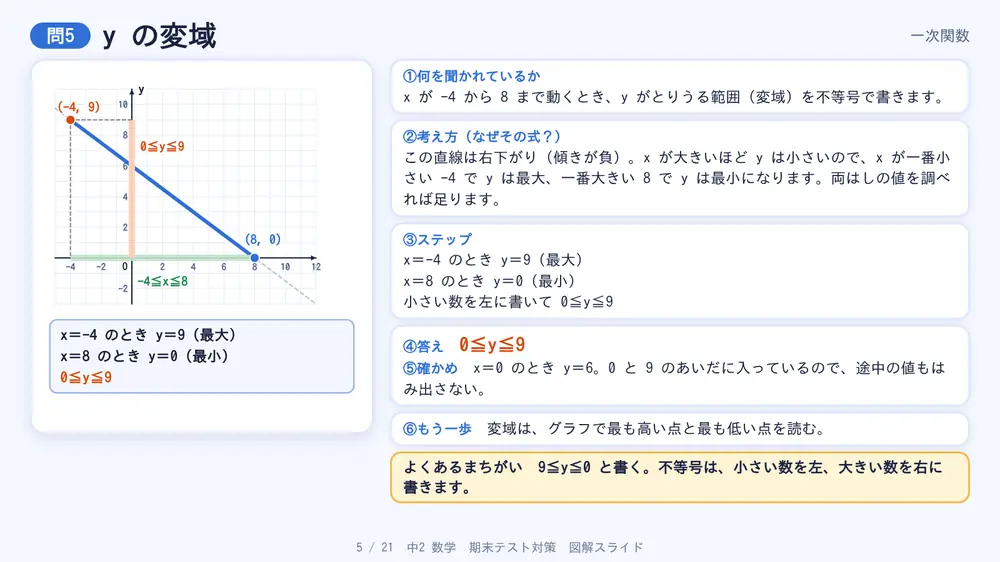 問5 y の変域
一次関数
y
(-4, 9)
10
8
0≦y≦9
6
4
2
(8, 0)
-4 -2 0 2 4 6 8 10 12
-4≦x≦8
-2
x=-4 のとき y=9（最大）
x=8 のとき y=0（最小）
0≦y≦9
①何を聞かれているか
x が -4 から 8 まで動くとき、y がとりうる範囲（変域）を不等号で書きます。
②考え方（なぜその式？）
この直線は右下がり（傾きが負）。x が大きいほど y は小さいので、x が一番小
さい -4 で y は最大、一番大きい 8 で y は最小になります。両はしの値を調べ
れば足ります。
③ステップ
x=-4 のとき y=9（最大）
x=8 のとき y=0（最小）
小さい数を左に書いて 0≦y≦9
④答え 0≦y≦9
⑤確かめ x=0 のとき y=6。0 と 9 のあいだに入っているので、途中の値もは
み出さない。
⑥もう一歩 変域は、グラフで最も高い点と最も低い点を読む。
よくあるまちがい 9≦y≦0 と書く。不等号は、小さい数を左、大きい数を右に
書きます。
5 / 21 中2 数学 期末テスト対策 図解スライド